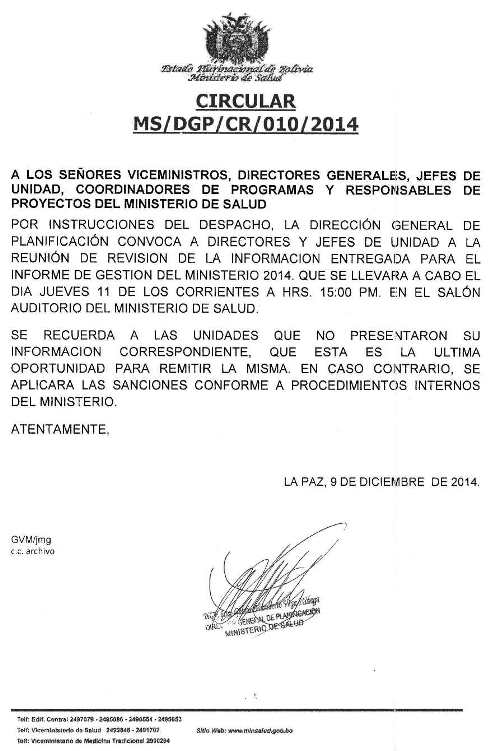 Estado Plurinacional de Bolivia
Ministerio de Salud
CIRCULAR
MS/DGP/CR/010/2014
A LOS SEÑORES VICEMINISTROS, DIRECTORES GENERALES, JEFES DE
UNIDAD, COORDINADORES DE PROGRAMAS Y RESPONSABLES DE
PROYECTOS DEL MINISTERIO DE SALUD
POR INSTRUCCIONES DEL DESPACHO, LA DIRECCIÓN GENERAL DE
PLANIFICACIÓN CONVOCA A DIRECTORES Y JEFES DE UNIDAD A LA
REUNIÓN DE REVISION DE LA INFORMACION ENTREGADA PARA EL
INFORME DE GESTION DEL MINISTERIO 2014. QUE SE LLEVARA A CABO EL
DIA JUEVES 11 DE LOS CORRIENTES A HRS. 15:00 PM. EN EL SALÓN
AUDITORIO DEL MINISTERIO DE SALUD.
SE RECUERDA A LAS UNIDADES QUE NO PRESENTARON SU
INFORMACION CORRESPONDIENTE, QUE ESTA ES LA ULTIMA
OPORTUNIDAD PARA REMITIR LA MISMA. EN CASO CONTRARIO, SE
APLICARA LAS SANCIONES CONFORME A PROCEDIMIENTOS INTERNOS
DEL MINISTERIO.
ATENTAMENTE,
LA PAZ, 9 DE DICIEMBRE DE 2014.
GVM/jmg
c.c. archivo
GENERAL DE PLANIFICACIÓN
MINISTERIO DE SALUD
Telf: Edif. Central 2497079 - 2495086 - 2490554 - 2495053
Telf: Viceministerio de Salud
Sitio Web: www.minsalud.gob.bo
Telf: Viceministerio de Medicina Tradicional